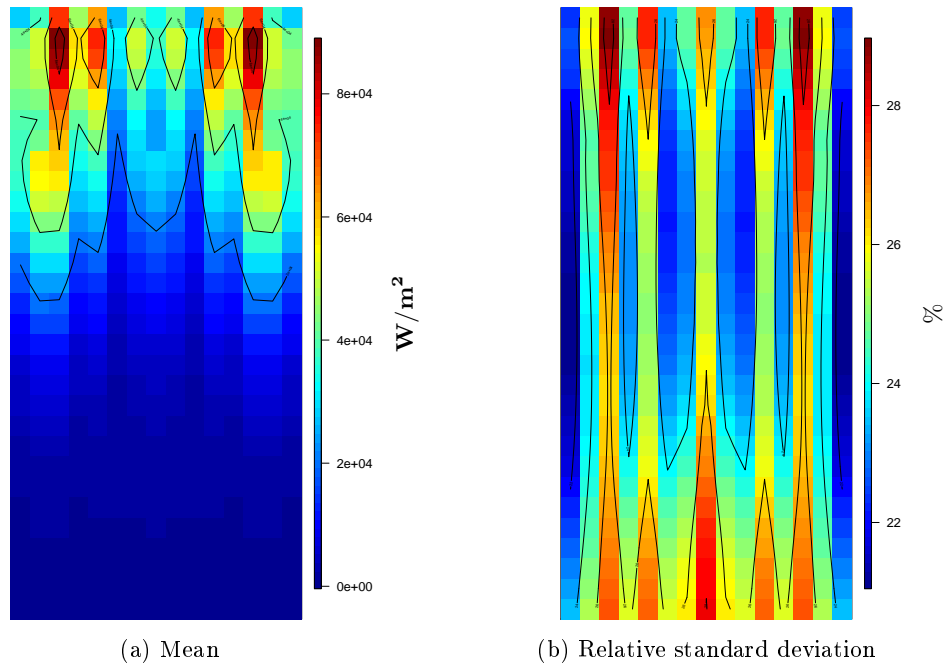 8e+04
6e+04
4e+04
2e+04
0e+00
W/m²
28
26
24
22
%
(a) Mean
(b) Relative standard deviation